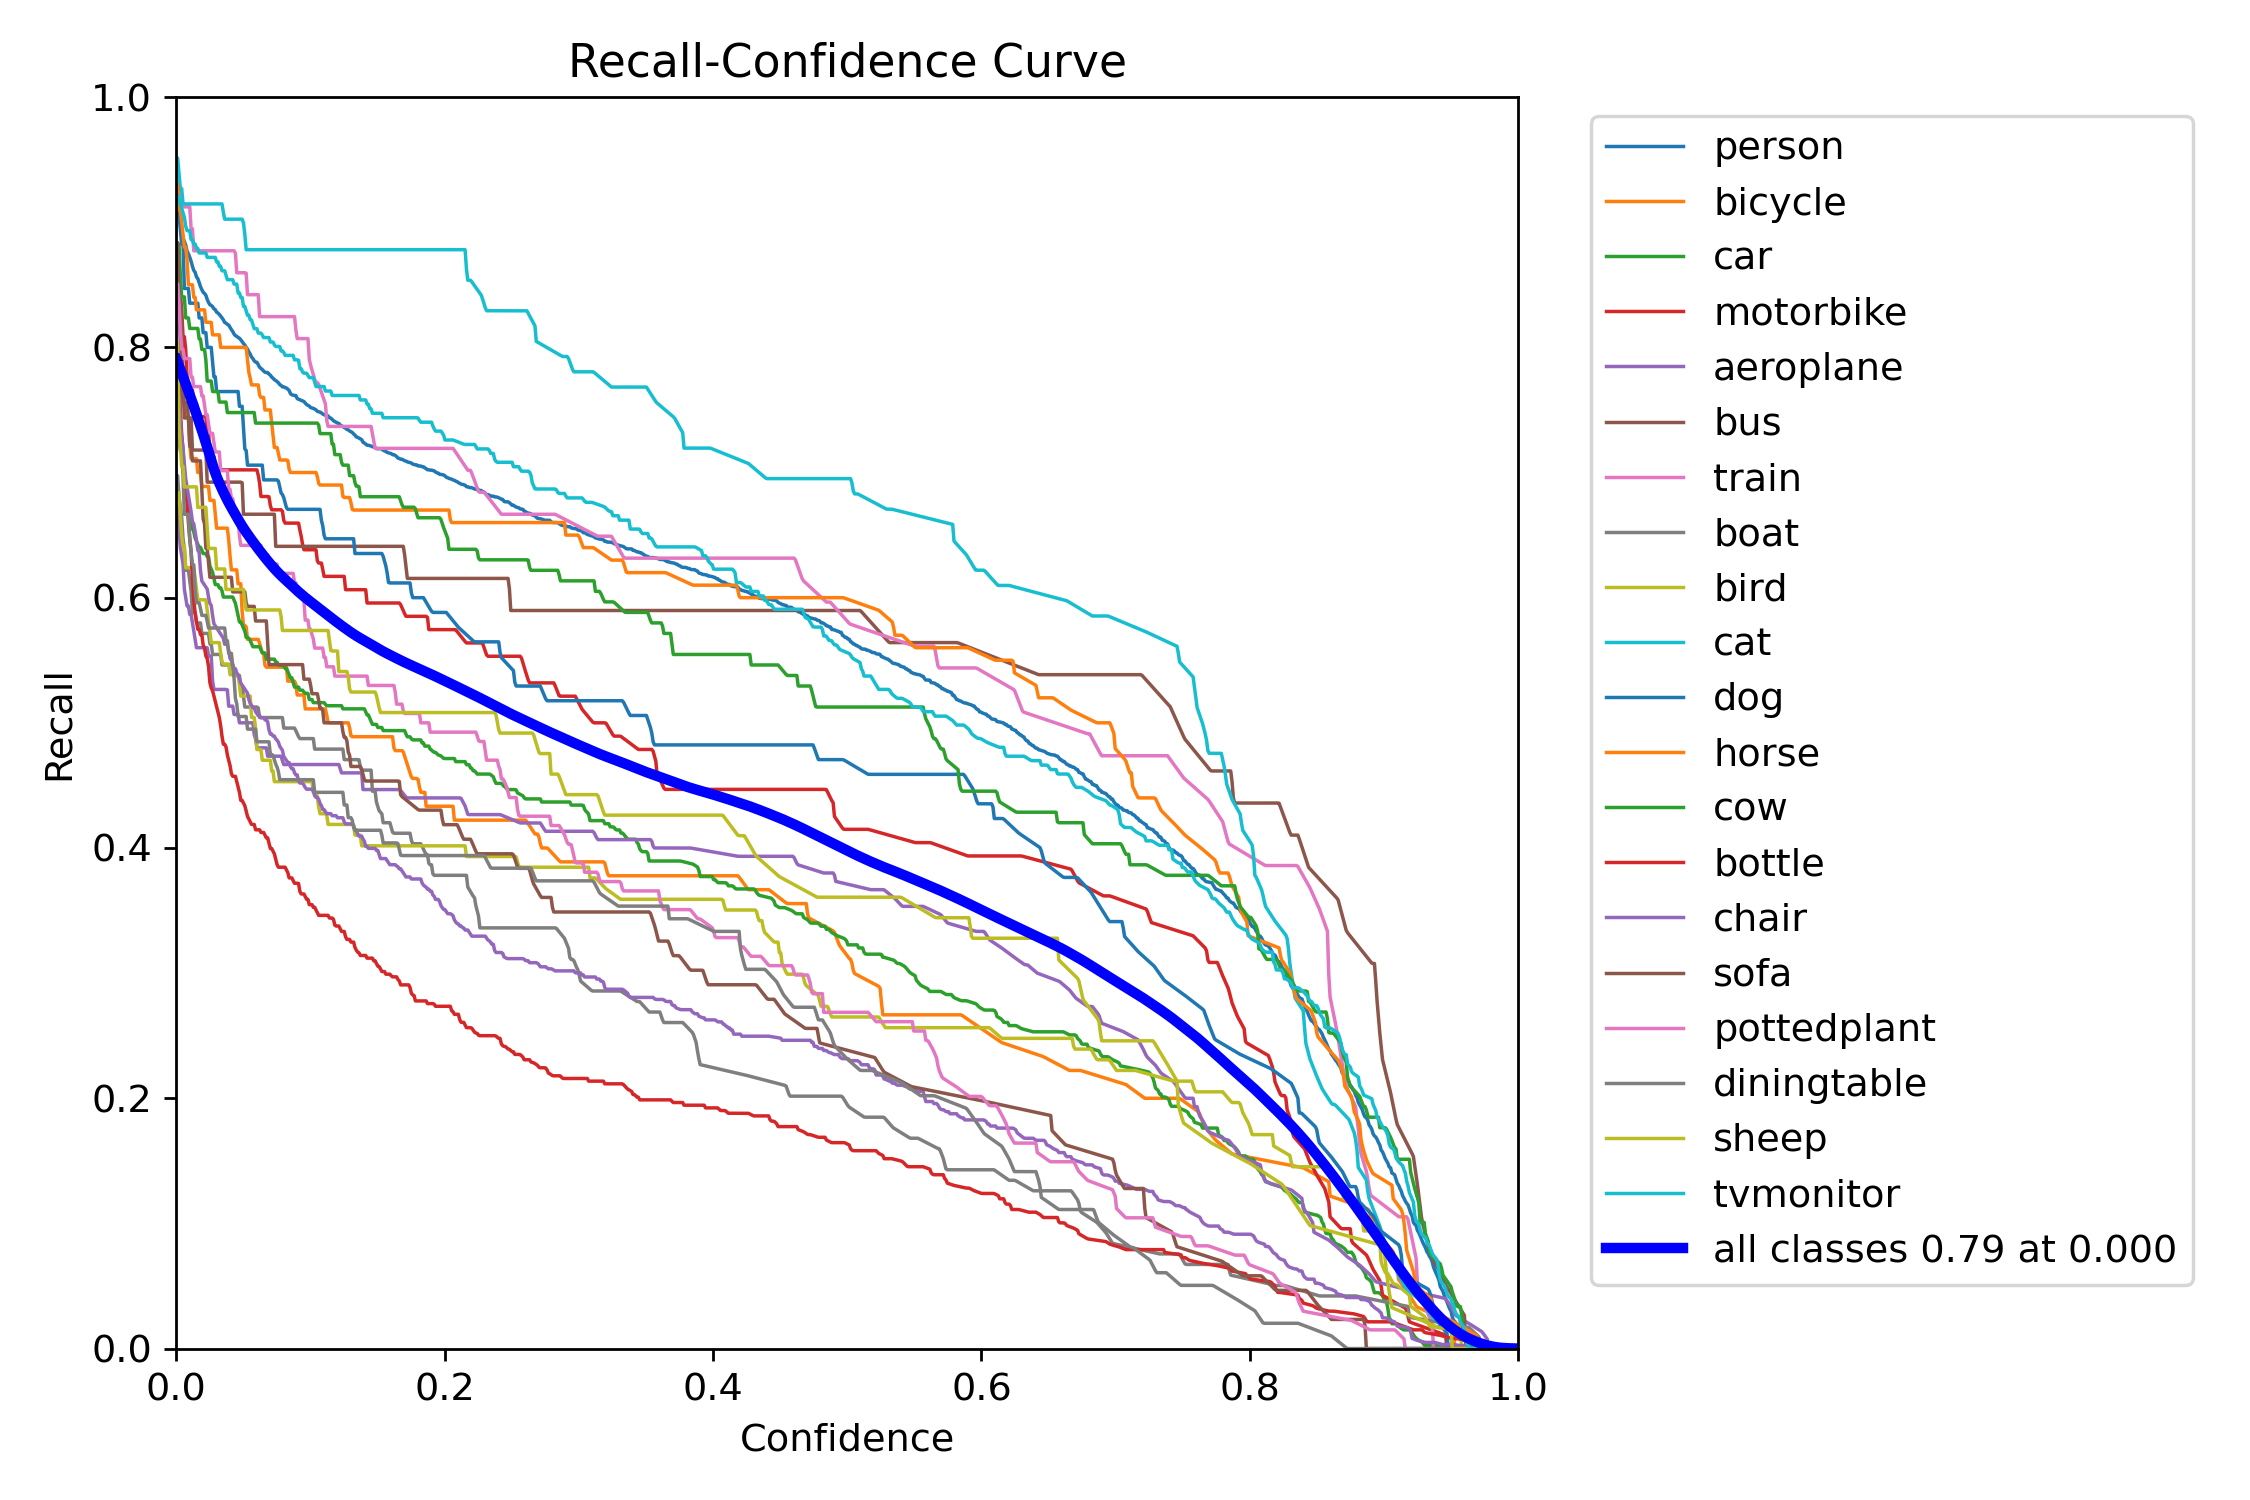 Recall-Confidence Curve
1.0
0.8
0.6
0.4
0.2
0.0
Recall
0.0 0.2 0.4 0.6 0.8 1.0
Confidence
person
bicycle
car
motorbike
aeroplane
bus
train
boat
bird
cat
dog
horse
cow
bottle
chair
sofa
pottedplant
diningtable
sheep
tvmonitor
all classes 0.79 at 0.000